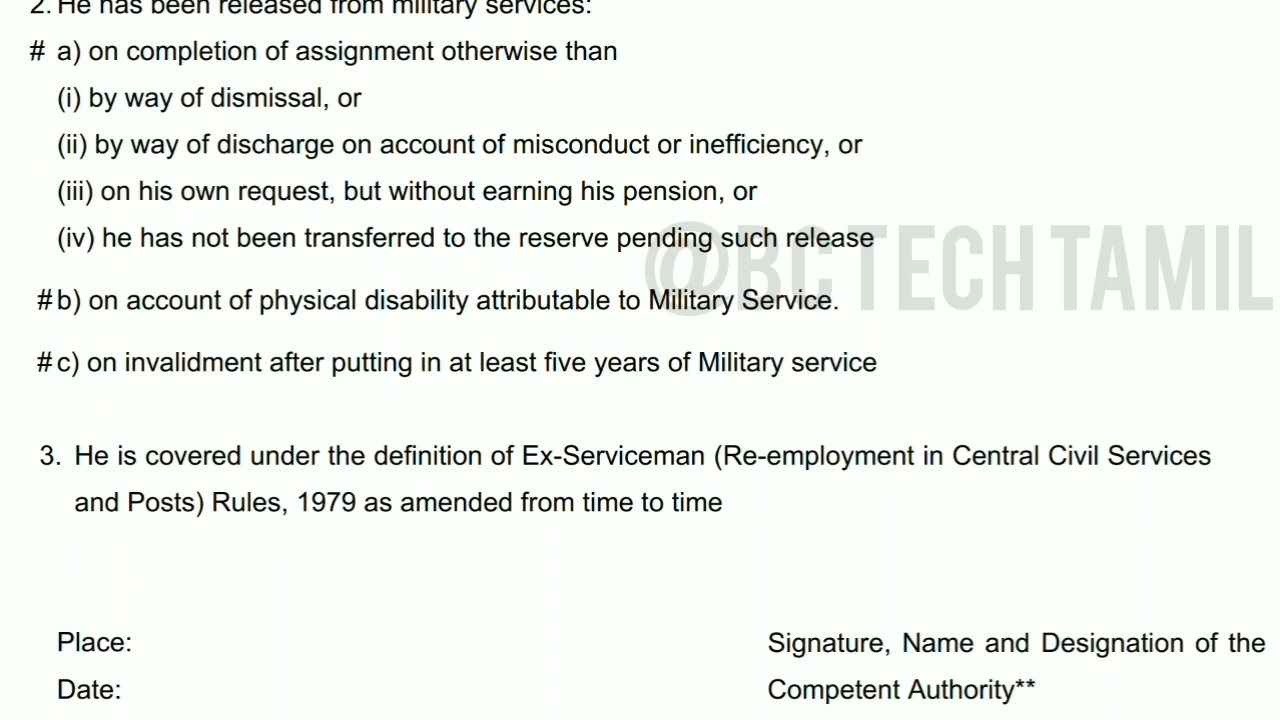 2. He has been released from military services:
# a) on completion of assignment otherwise than
(i) by way of dismissal, or
(ii) by way of discharge on account of misconduct or inefficiency, or
(iii) on his own request, but without earning his pension, or
(iv) he has not been transferred to the reserve pending such release
@BC TECH TAMIL
# b) on account of physical disability attributable to Military Service.
# c) on invalidment after putting in at least five years of Military service
3. He is covered under the definition of Ex-Serviceman (Re-employment in Central Civil Services
and Posts) Rules, 1979 as amended from time to time
Place:
Date:
Signature, Name and Designation of the
Competent Authority**